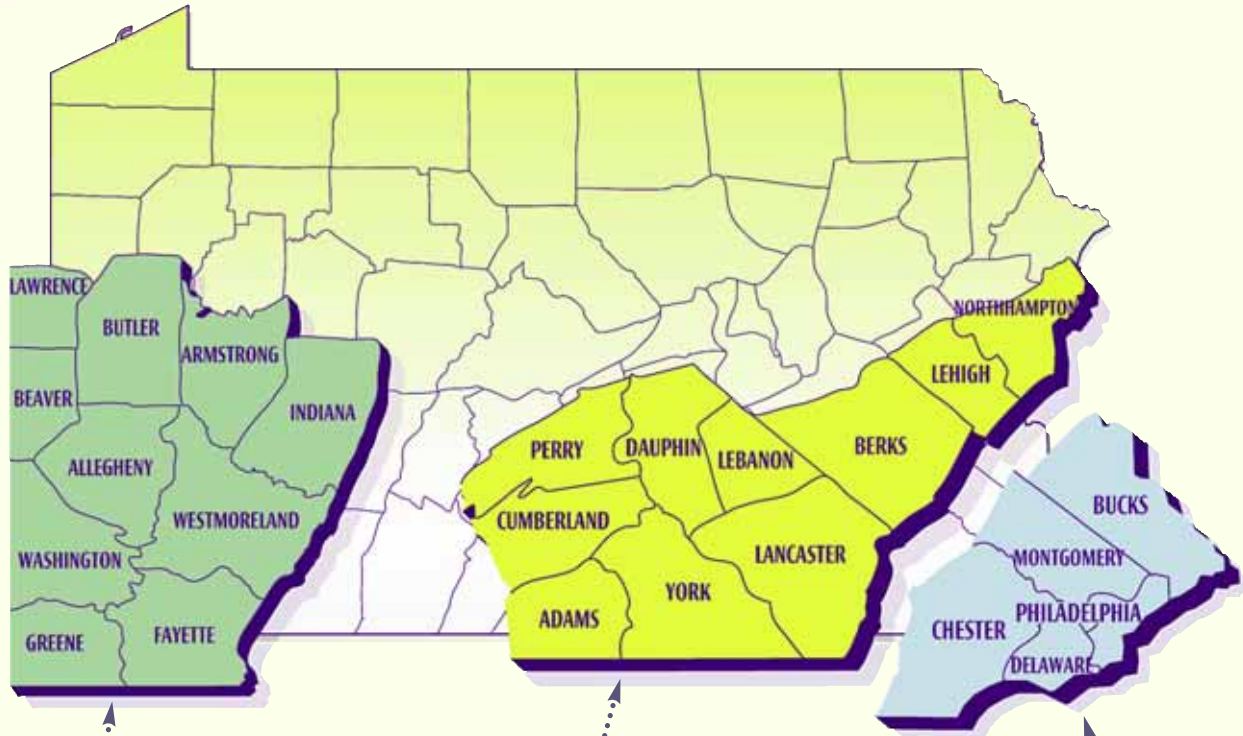 LAWRENCE
BUTLER
ARMSTRONG
BEAVER
INDIANA
ALLEGHENY
WESTMORELAND
WASHINGTON
GREENE
FAYETTE
NORTHHAMPTON
LEHIGH
PERRY
DAUPHIN
LEBANON
BERKS
CUMBERLAND
LANCASTER
YORK
ADAMS
BUCKS
MONTGOMERY
PHILADELPHIA
CHESTER
DELAWARE